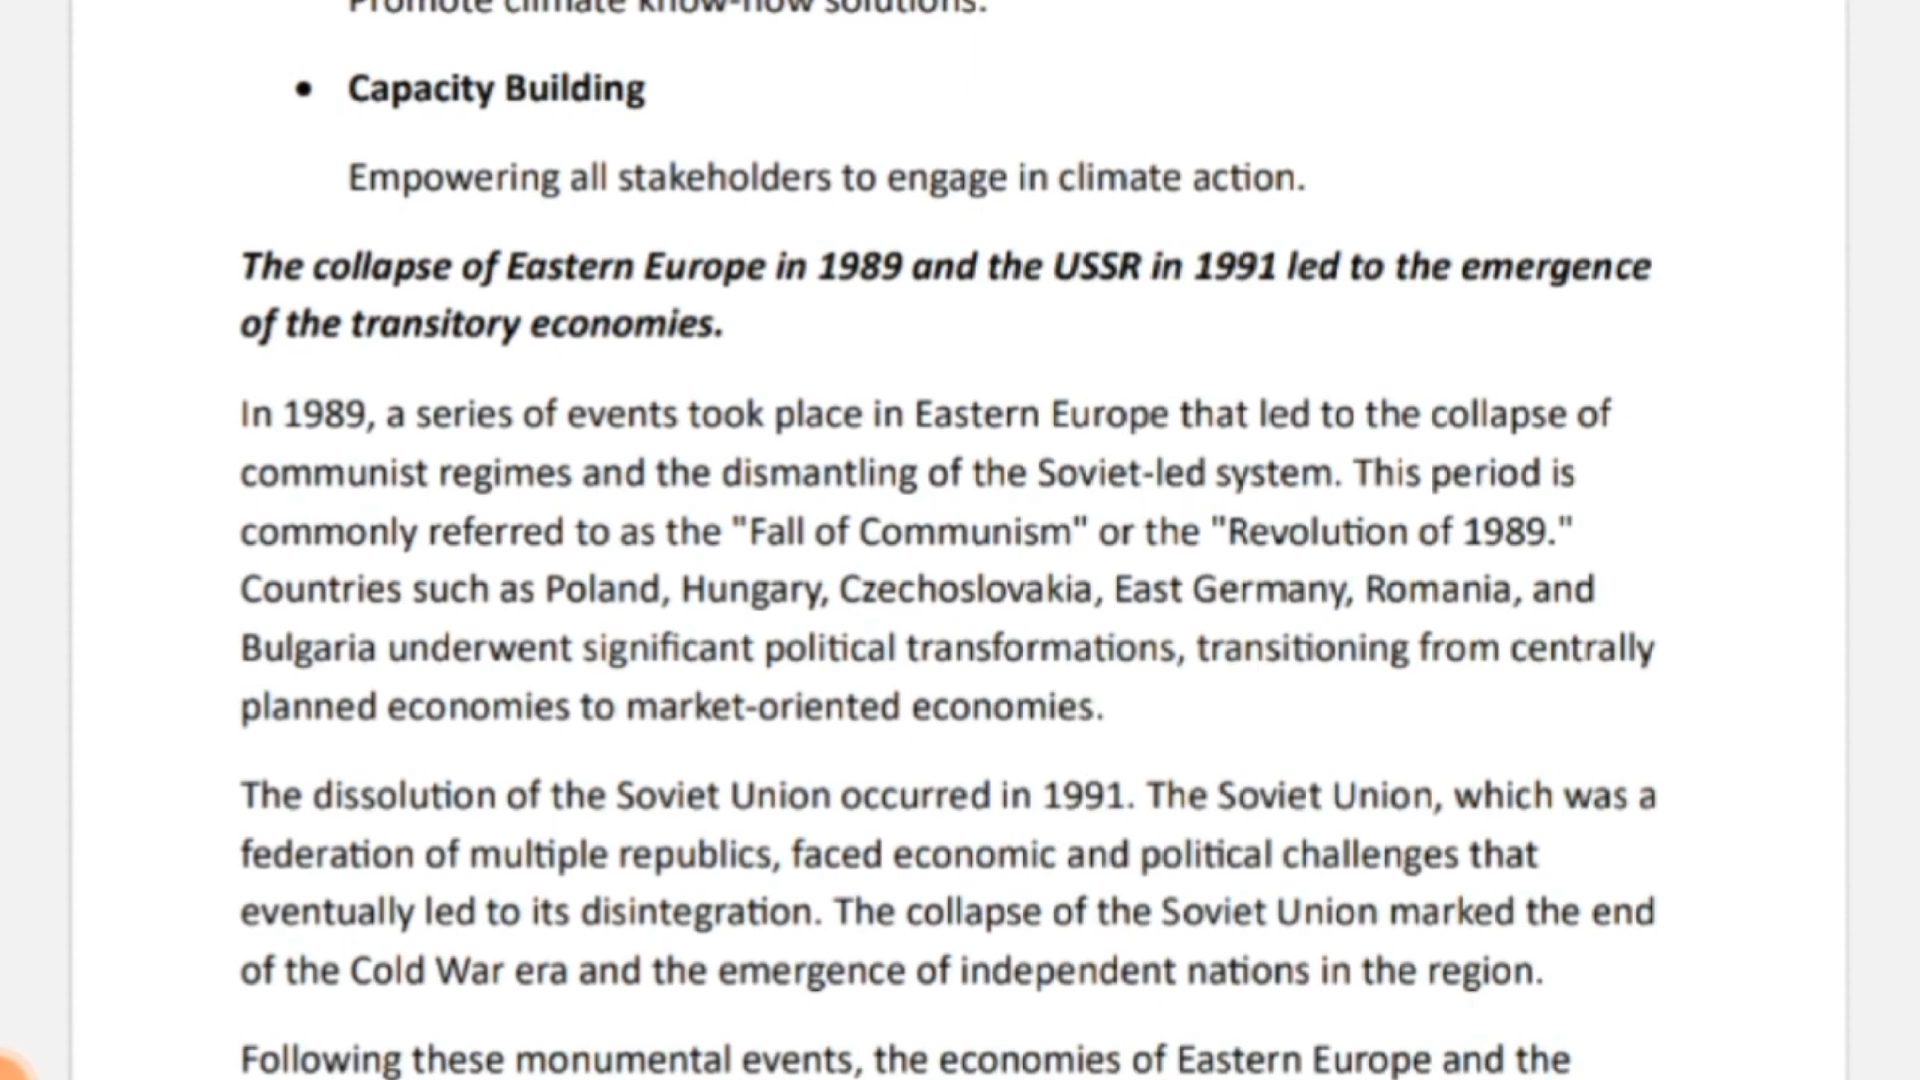 Promote climate know-how solutions.
• Capacity Building
Empowering all stakeholders to engage in climate action.
The collapse of Eastern Europe in 1989 and the USSR in 1991 led to the emergence
of the transitory economies.
In 1989, a series of events took place in Eastern Europe that led to the collapse of
communist regimes and the dismantling of the Soviet-led system. This period is
commonly referred to as the "Fall of Communism" or the "Revolution of 1989."
Countries such as Poland, Hungary, Czechoslovakia, East Germany, Romania, and
Bulgaria underwent significant political transformations, transitioning from centrally
planned economies to market-oriented economies.
The dissolution of the Soviet Union occurred in 1991. The Soviet Union, which was a
federation of multiple republics, faced economic and political challenges that
eventually led to its disintegration. The collapse of the Soviet Union marked the end
of the Cold War era and the emergence of independent nations in the region.
Following these monumental events, the economies of Eastern Europe and the